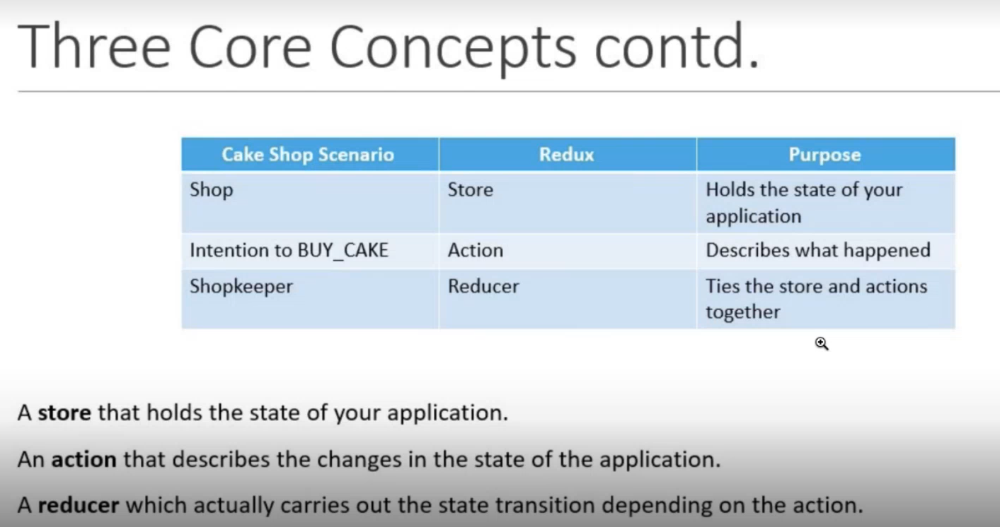 Three Core Concepts contd.
Cake Shop Scenario Redux Purpose
Shop Store Holds the state of your
application
Intention to BUY_CAKE Action Describes what happened
Shopkeeper Reducer Ties the store and actions
together
A store that holds the state of your application.
An action that describes the changes in the state of the application.
A reducer which actually carries out the state transition depending on the action.